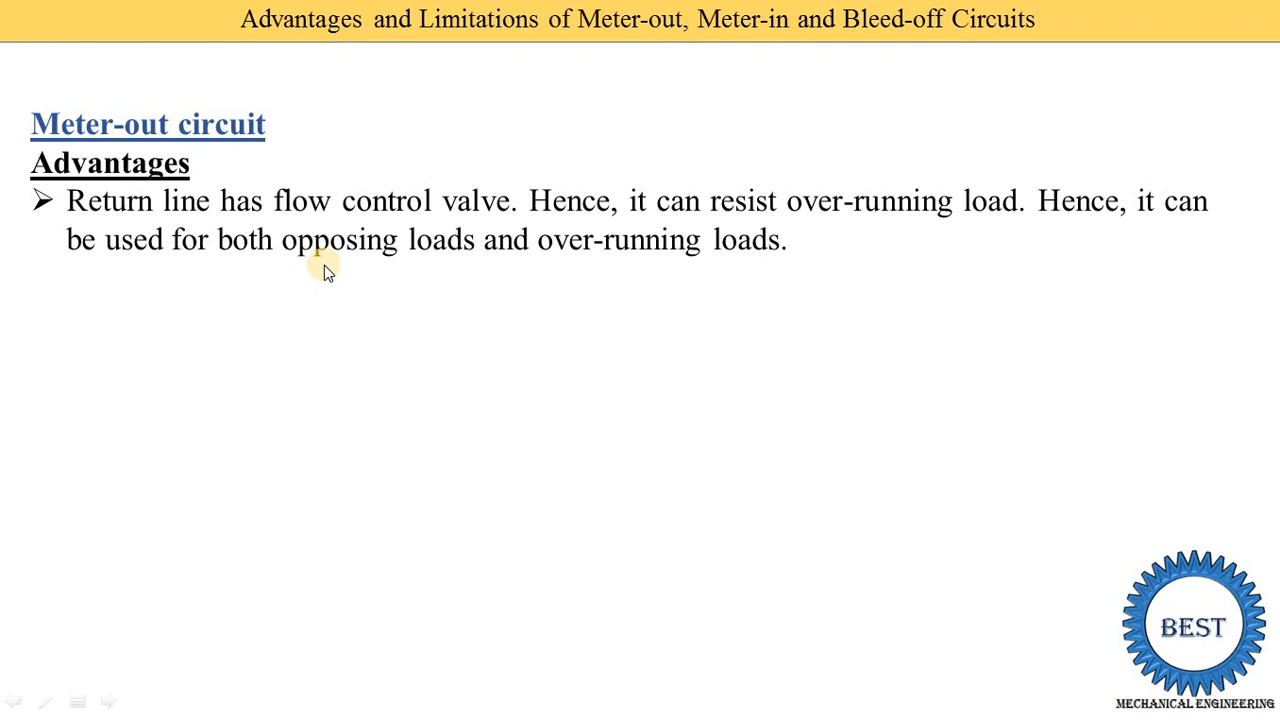 Advantages and Limitations of Meter-out, Meter-in and Bleed-off Circuits
Meter-out circuit
Advantages
➢ Return line has flow control valve. Hence, it can resist over-running load. Hence, it can
be used for both opposing loads and over-running loads.
BEST
MECHANICAL ENGINEERING